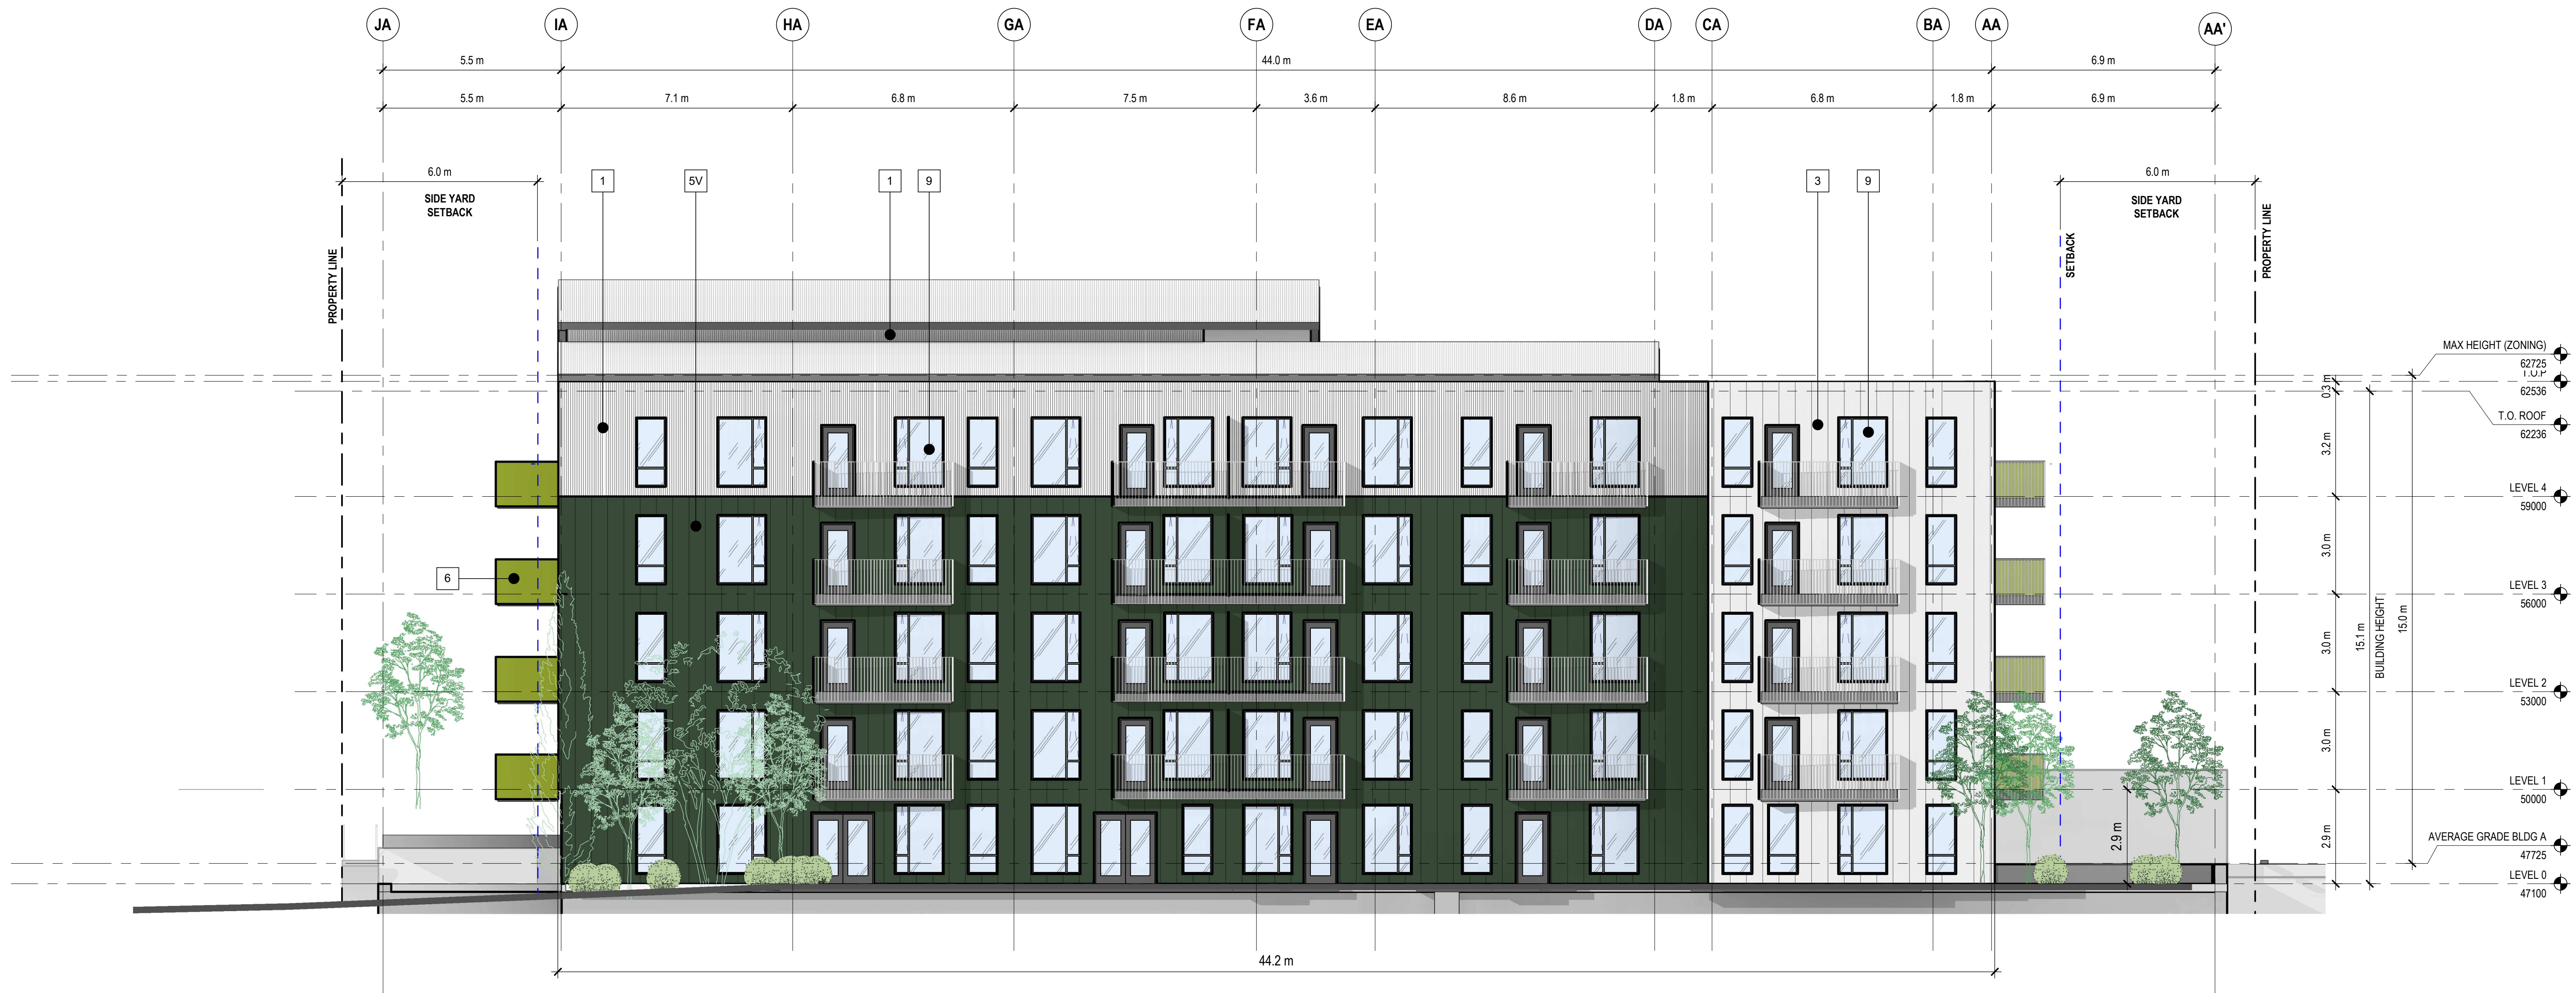 JA
IA
HA
GA
FA
EA
DA
CA
BA
AA
AA'
5.5 m
44.0 m
6.9 m
5.5 m
7.1 m
6.8 m
7.5 m
3.6 m
8.6 m
1.8 m
6.8 m
1.8 m
6.9 m
6.0 m
SIDE YARD
SETBACK
PROPERTY LINE
1
5V
1
9
3
9
6.0 m
SIDE YARD
SETBACK
SETBACK
PROPERTY LINE
6
MAX HEIGHT (ZONING)
62725
T.O.P
62536
T.O. ROOF
62236
LEVEL 4
59000
LEVEL 3
56000
LEVEL 2
53000
LEVEL 1
50000
AVERAGE GRADE BLDG A
47725
LEVEL 0
47100
0.3 m
3.2 m
3.0 m
3.0 m
3.0 m
2.9 m
15.1 m
BUILDING HEIGHT
15.0 m
2.9 m
44.2 m